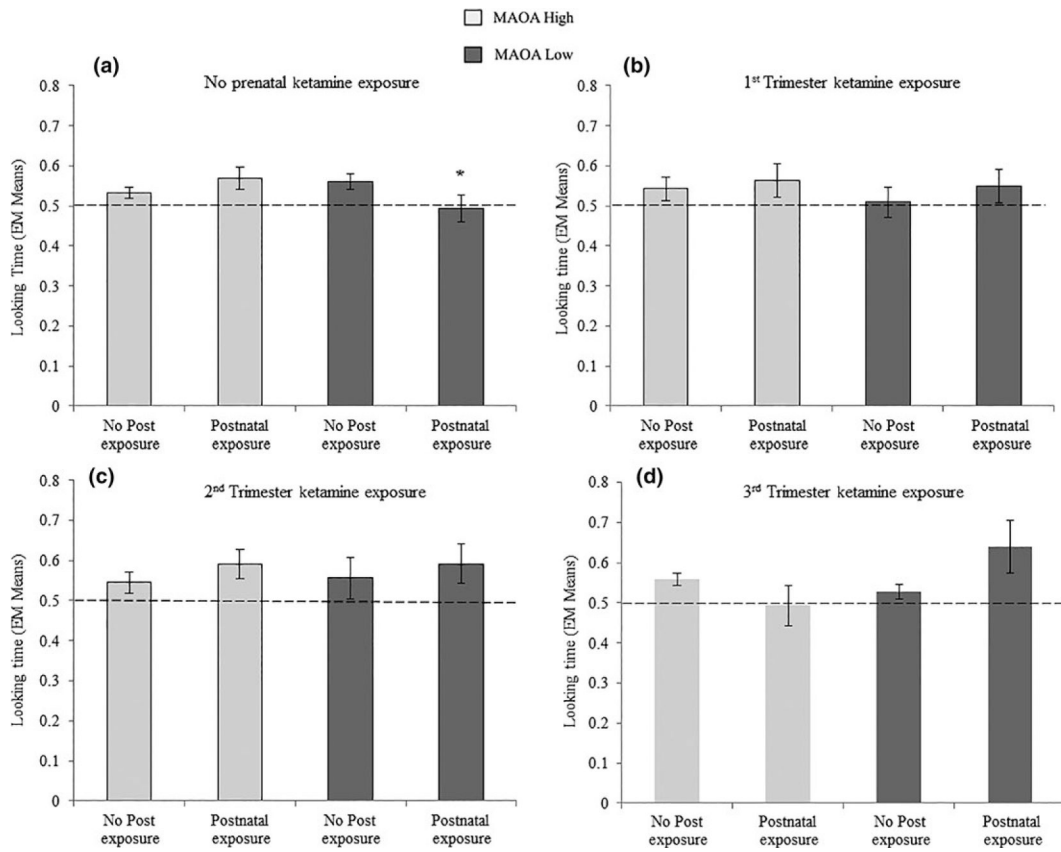 MAOA High
MAOA Low
(a)
No prenatal ketamine exposure
Looking Time (EM Means)
0.8
0.7
0.6
0.5
0.4
0.3
0.2
0.1
0
*
No Post
exposure
Postnatal
exposure
No Post
exposure
Postnatal
exposure
(b)
1st Trimester ketamine exposure
Looking time (EM Means)
0.8
0.7
0.6
0.5
0.4
0.3
0.2
0.1
0
No Post
exposure
Postnatal
exposure
No Post
exposure
Postnatal
exposure
(c)
2nd Trimester ketamine exposure
Looking time (EM Means)
0.8
0.7
0.6
0.5
0.4
0.3
0.2
0.1
0
No Post
exposure
Postnatal
exposure
No Post
exposure
Postnatal
exposure
(d)
3rd Trimester ketamine exposure
Looking time (EM Means)
0.8
0.7
0.6
0.5
0.4
0.3
0.2
0.1
0
No Post
exposure
Postnatal
exposure
No Post
exposure
Postnatal
exposure